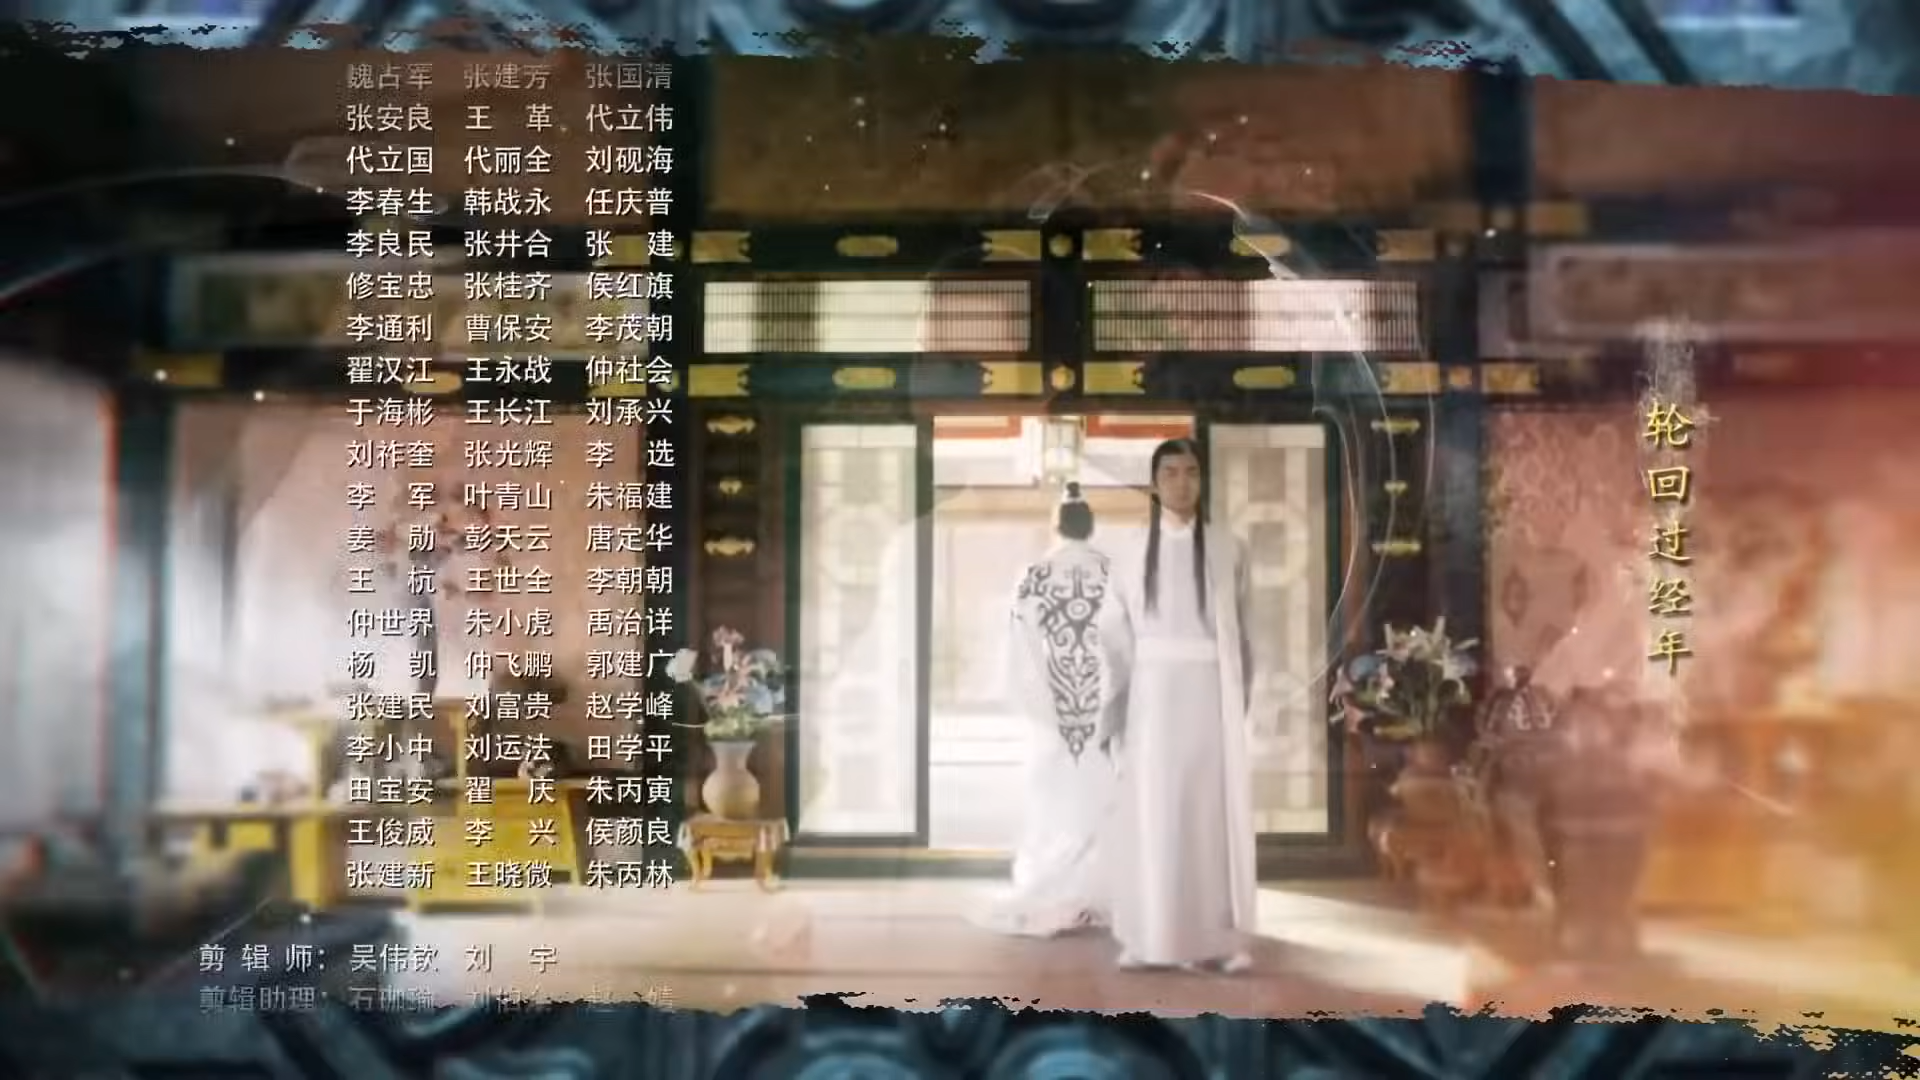 魏占军 张建芳 张国清
张安良 王 革 代立伟
代立国 代丽全 刘砚海
李春生 韩战永 任庆普
李良民 张井合 张 建
修宝忠 张桂齐 侯红旗
李通利 曹保安 李茂朝
翟汉江 王永战 仲社会
于海彬 王长江 刘承兴
刘祚奎 张光辉 李 选
李 军 叶青山 朱福建
姜 勋 彭天云 唐定华
王 杭 王世全 李朝朝
仲世界 朱小虎 禹治详
杨 凯 仲飞鹏 郭建广
张建民 刘富贵 赵学峰
李小中 刘运法 田学平
田宝安 翟 庆 朱丙寅
王俊威 李 兴 侯颜良
张建新 王晓微 朱丙林
剪 辑 师： 吴伟钦 刘 宇
剪辑助理：
轮回过经年